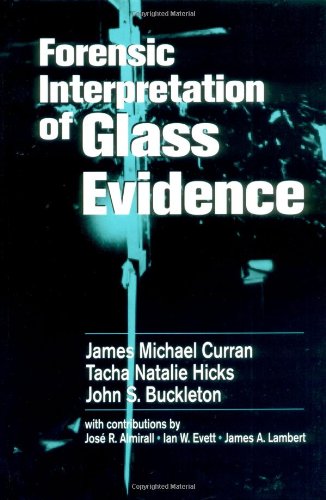 Forensic
Interpretation
of Glass
Evidence
James Michael Curran
Tacha Natalie Hicks
John S. Buckleton
with contributions by
José R. Almirall • Ian W. Evett • James A. Lambert